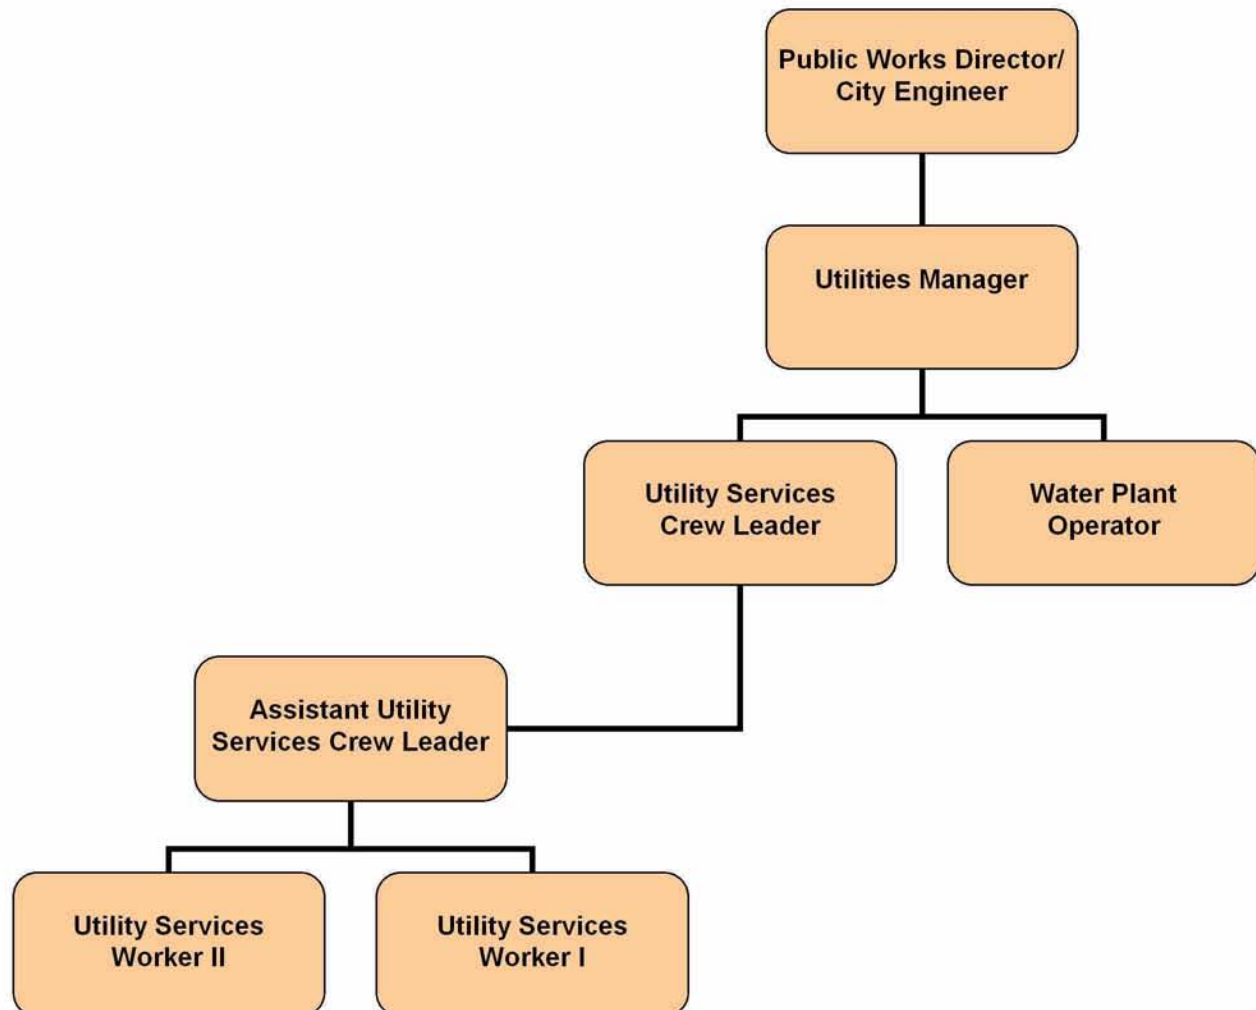 Public Works Director/
City Engineer
Utilities Manager
Utility Services
Crew Leader
Water Plant
Operator
Assistant Utility
Services Crew Leader
Utility Services
Worker II
Utility Services
Worker I